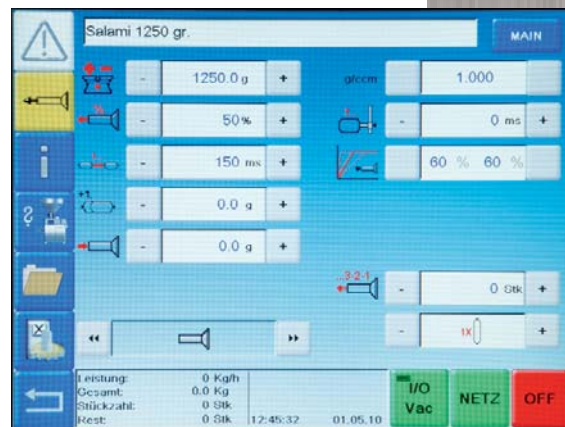 Salami 1250 gr.
MAIN
- 1250.0 g +
g/ccm 1.000
%
- 50 % +
- 0 ms +
- 150 ms +
60 % 60 %
+1
- 0.0 g +
- 0.0 g +
...3-2-1
- 0 Stk +
- 1X +
Leistung: 0 Kg/h
Gesamt: 0.0 Kg
Stückzahl: 0 Stk
Rest: 0 Stk
12:45:32
01.05.10
I/O
Vac
NETZ
OFF